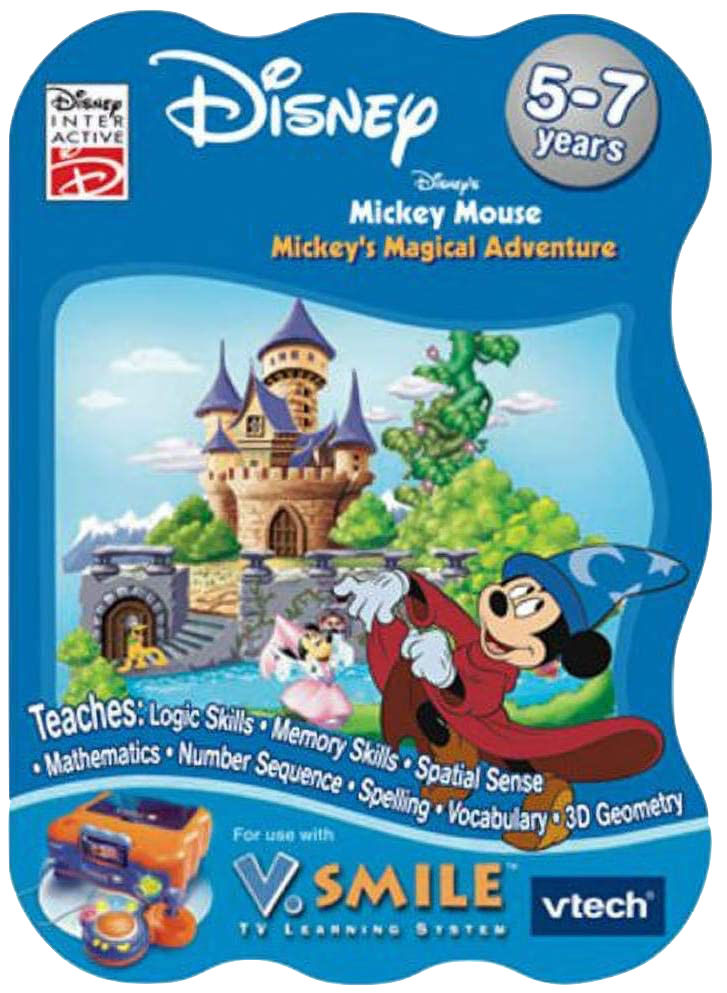 Disney
INTER
ACTIVE
D
Disney
5-7
years
Disney's
Mickey Mouse
Mickey's Magical Adventure
Teaches: Logic Skills • Memory Skills • Spatial Sense
• Mathematics • Number Sequence • Spelling • Vocabulary • 3D Geometry
For use with
V.SMILE™
TV LEARNING SYSTEM
vtech®